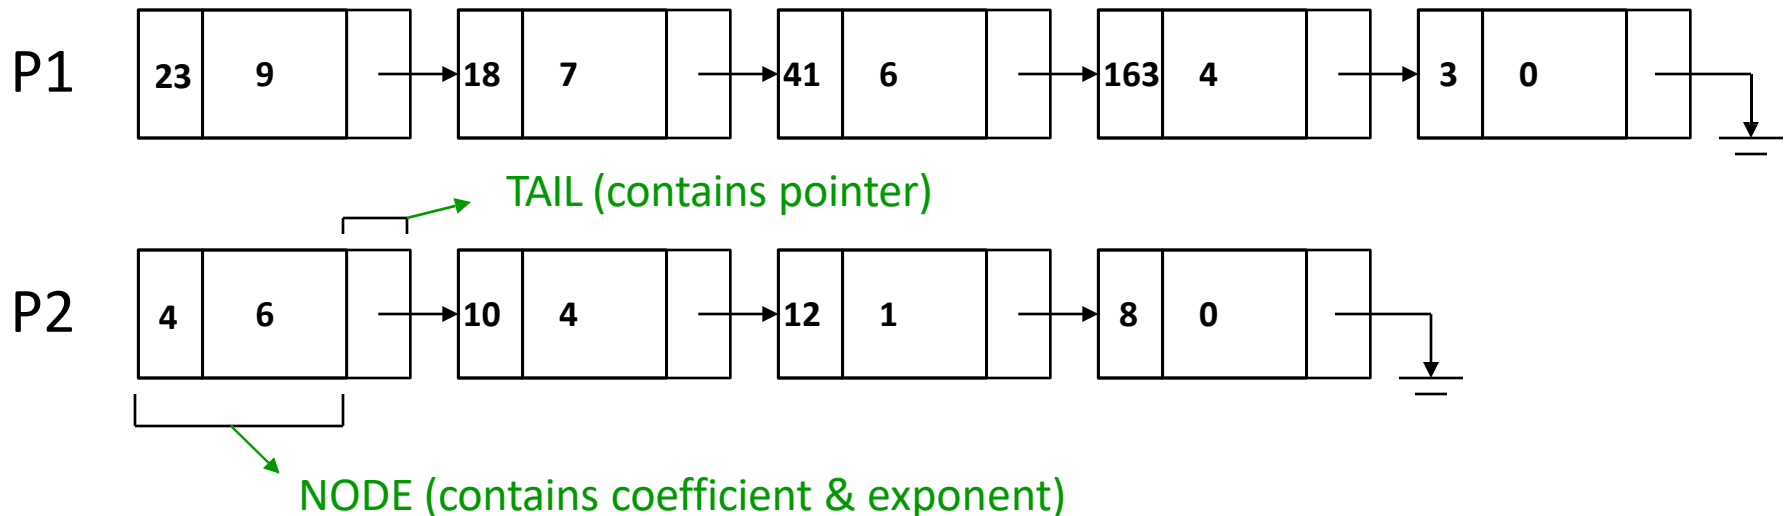 P1 23 9 18 7 41 6 163 4 3 0
TAIL (contains pointer)
P2 4 6 10 4 12 1 8 0
NODE (contains coefficient & exponent)